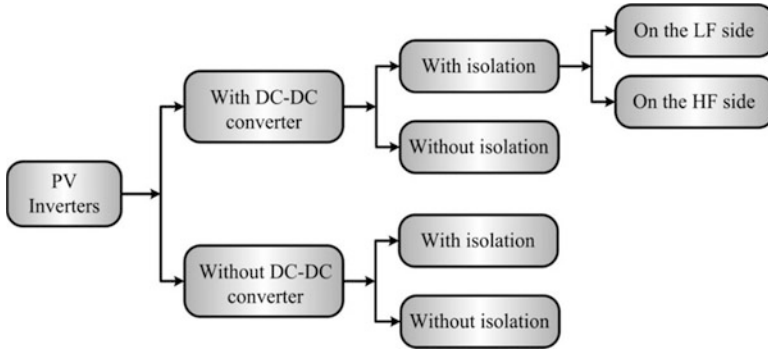 PV
Inverters
With DC-DC
converter
With isolation
On the LF side
On the HF side
Without isolation
Without DC-DC
converter
With isolation
Without isolation